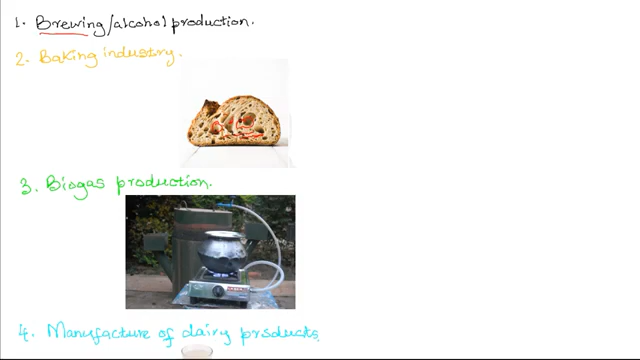 1. Brewing/alcohol production.
2. Baking industry.
3. Biogas production.
4. Manufacture of dairy products.